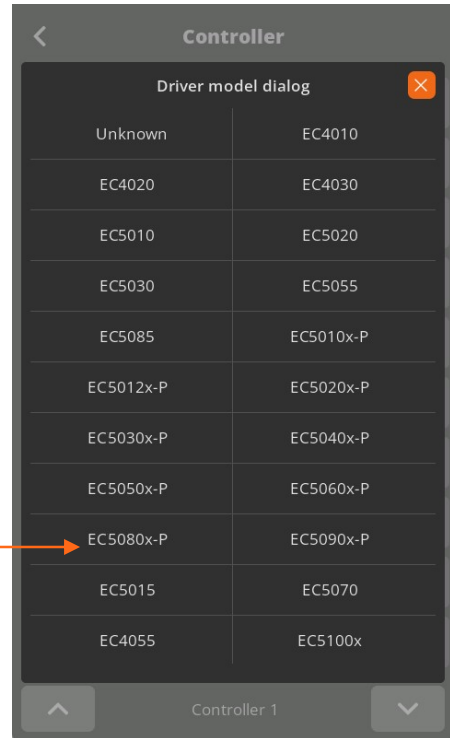 Controller
Driver model dialog
Unknown EC4010
EC4020 EC4030
EC5010 EC5020
EC5030 EC5055
EC5085 EC5010x-P
EC5012x-P EC5020x-P
EC5030x-P EC5040x-P
EC5050x-P EC5060x-P
EC5080x-P EC5090x-P
EC5015 EC5070
EC4055 EC5100x
Controller 1